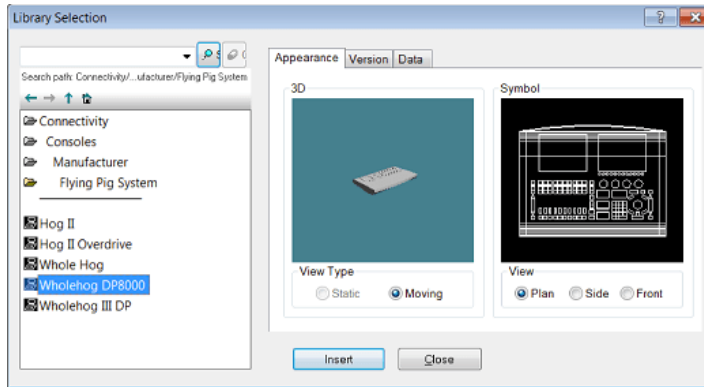 Library Selection
Search path: Connectivity/...ufacturer/Flying Pig System
Connectivity
Consoles
Manufacturer
Flying Pig System
Hog II
Hog II Overdrive
Whole Hog
Wholehog DP8000
Wholehog III DP
Appearance Version Data
3D Symbol
View Type
Static Moving
View
Plan Side Front
Insert Close